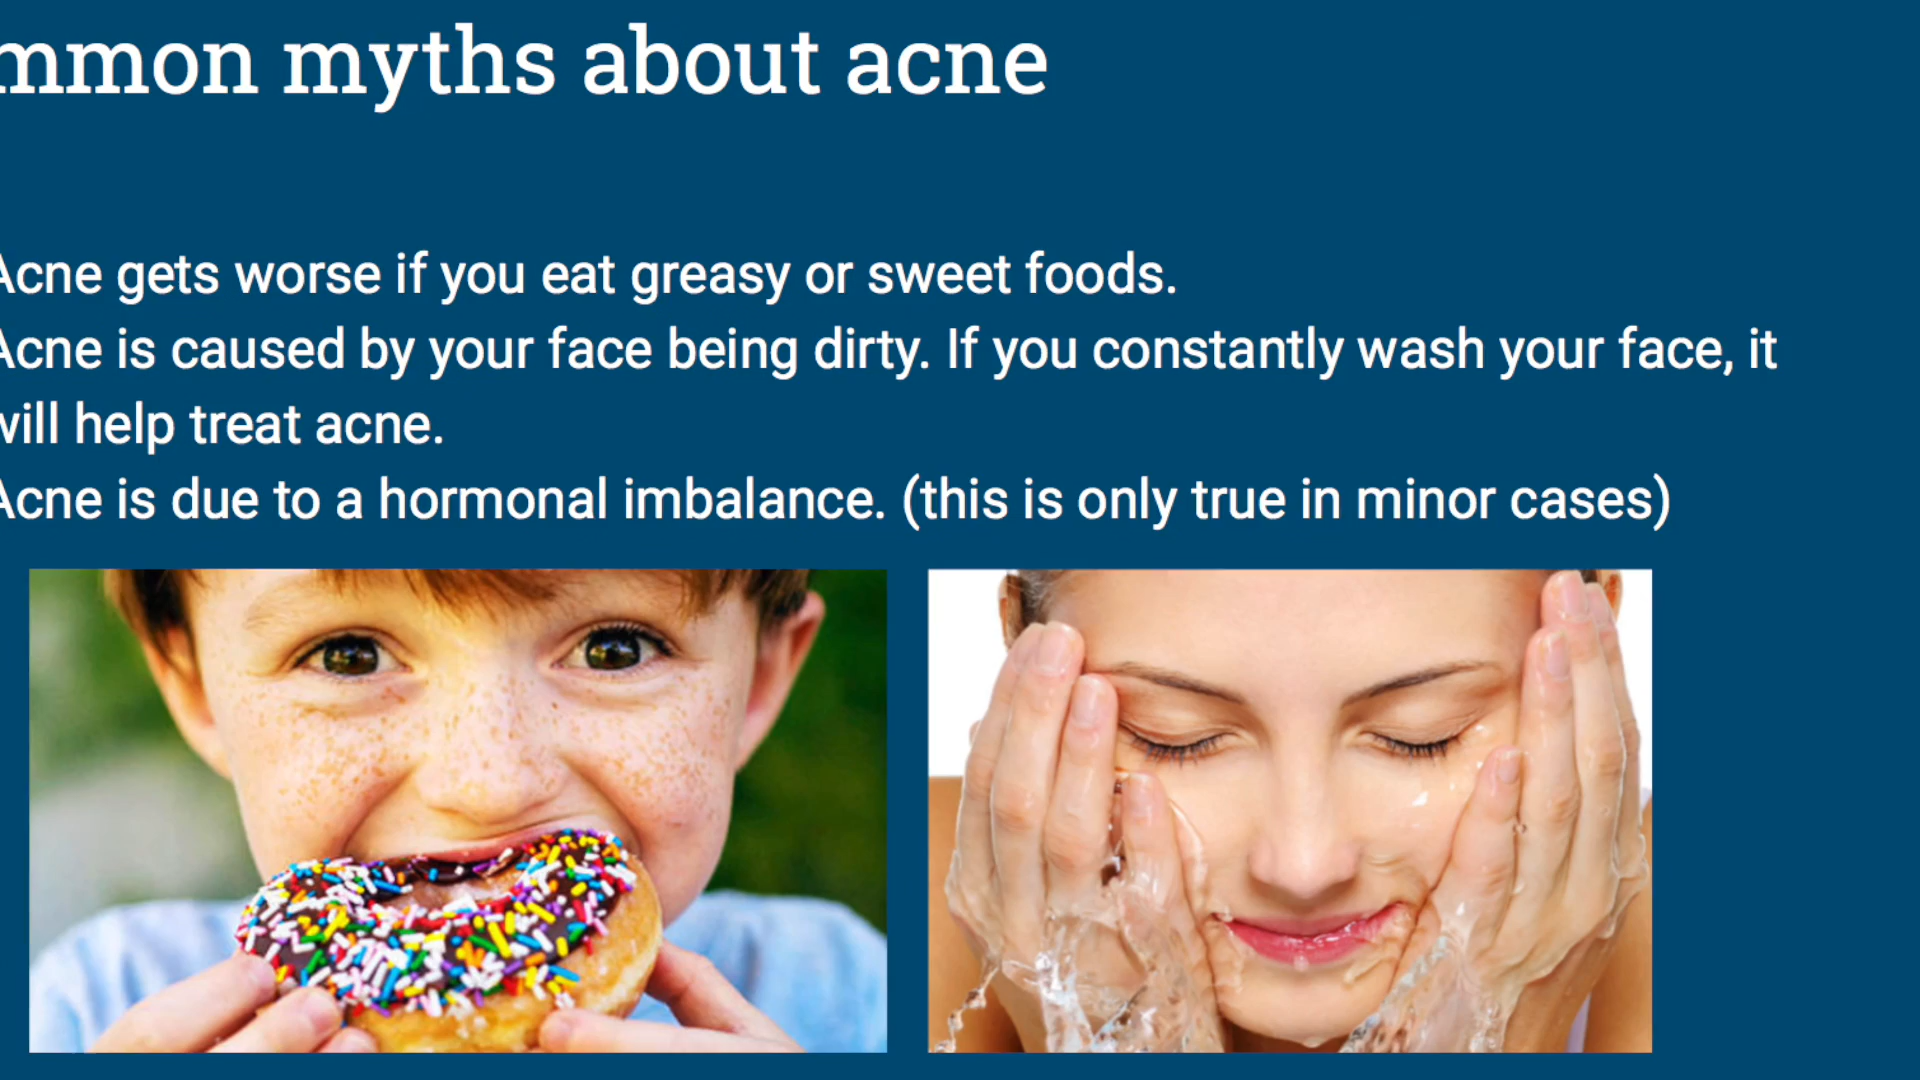 mmon myths about acne
Acne gets worse if you eat greasy or sweet foods.
Acne is caused by your face being dirty. If you constantly wash your face, it
will help treat acne.
Acne is due to a hormonal imbalance. (this is only true in minor cases)